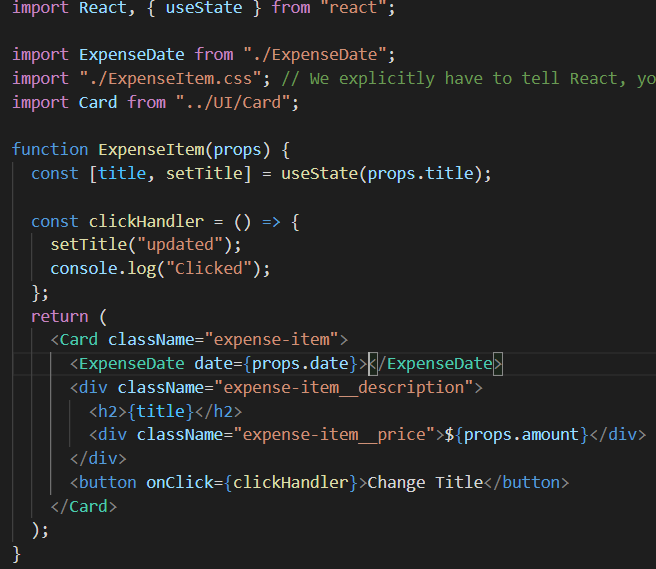 import React, { useState } from "react";
import ExpenseDate from "./ExpenseDate";
import "./ExpenseItem.css"; // We explicitly have to tell React, yo
import Card from "../UI/Card";
function ExpenseItem(props) {
const [title, setTitle] = useState(props.title);
const clickHandler = () => {
setTitle("updated");
console.log("Clicked");
};
return (
<Card className="expense-item">
<ExpenseDate date={props.date}></ExpenseDate>
<div className="expense-item__description">
<h2>{title}</h2>
<div className="expense-item__price">${props.amount}</div>
</div>
<button onClick={clickHandler}>Change Title</button>
</Card>
);
}